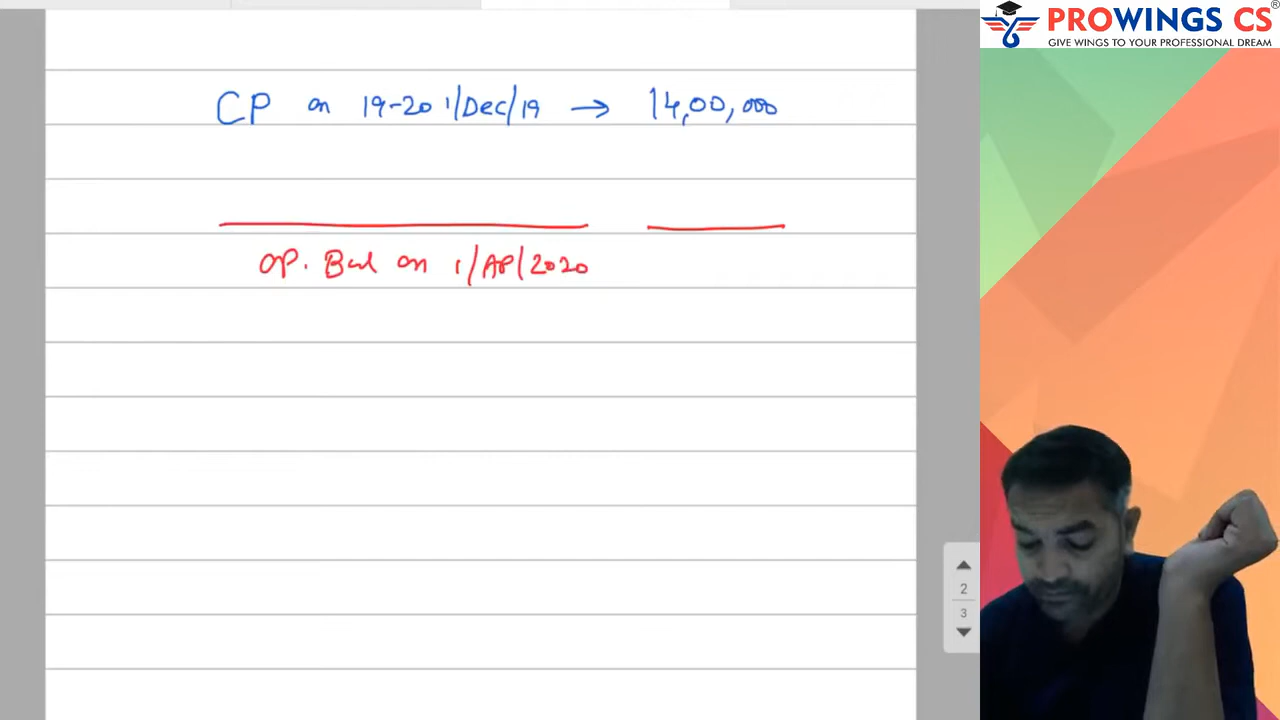 PROWINGS CS®
GIVE WINGS TO YOUR PROFESSIONAL DREAM
CP on 19-20 1/Dec/19 → 14,00,000
OP. Bal on 1/AP/2020
2
3